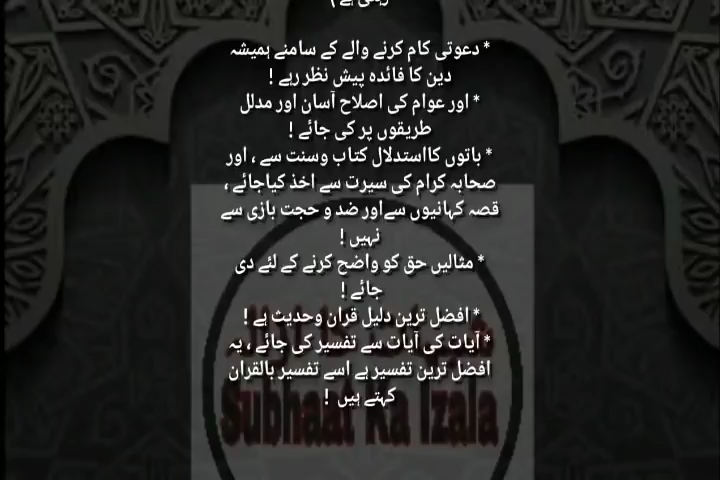 * دعوتی کام کرنے والے کے سامنے ہمیشہ
دین کا فائدہ پیش نظر رہے !
* اور عوام کی اصلاح آسان اور مدلل
طریقوں پر کی جائے !
* باتوں کااستدلال کتاب وسنت سے ، اور
صحابہ کرام کی سیرت سے اخذ کیاجائے ،
قصہ کہانیوں سےاور ضد و حجت بازی سے
نہیں !
* مثالیں حق کو واضح کرنے کے لئے دی
جائے !
* افضل ترین دلیل قران وحدیث ہے !
* آیات کی آیات سے تفسیر کی جائے ، یہ
افضل ترین تفسیر ہے اسے تفسیر بالقران
کہتے ہیں !
Subhaat Ka Izala